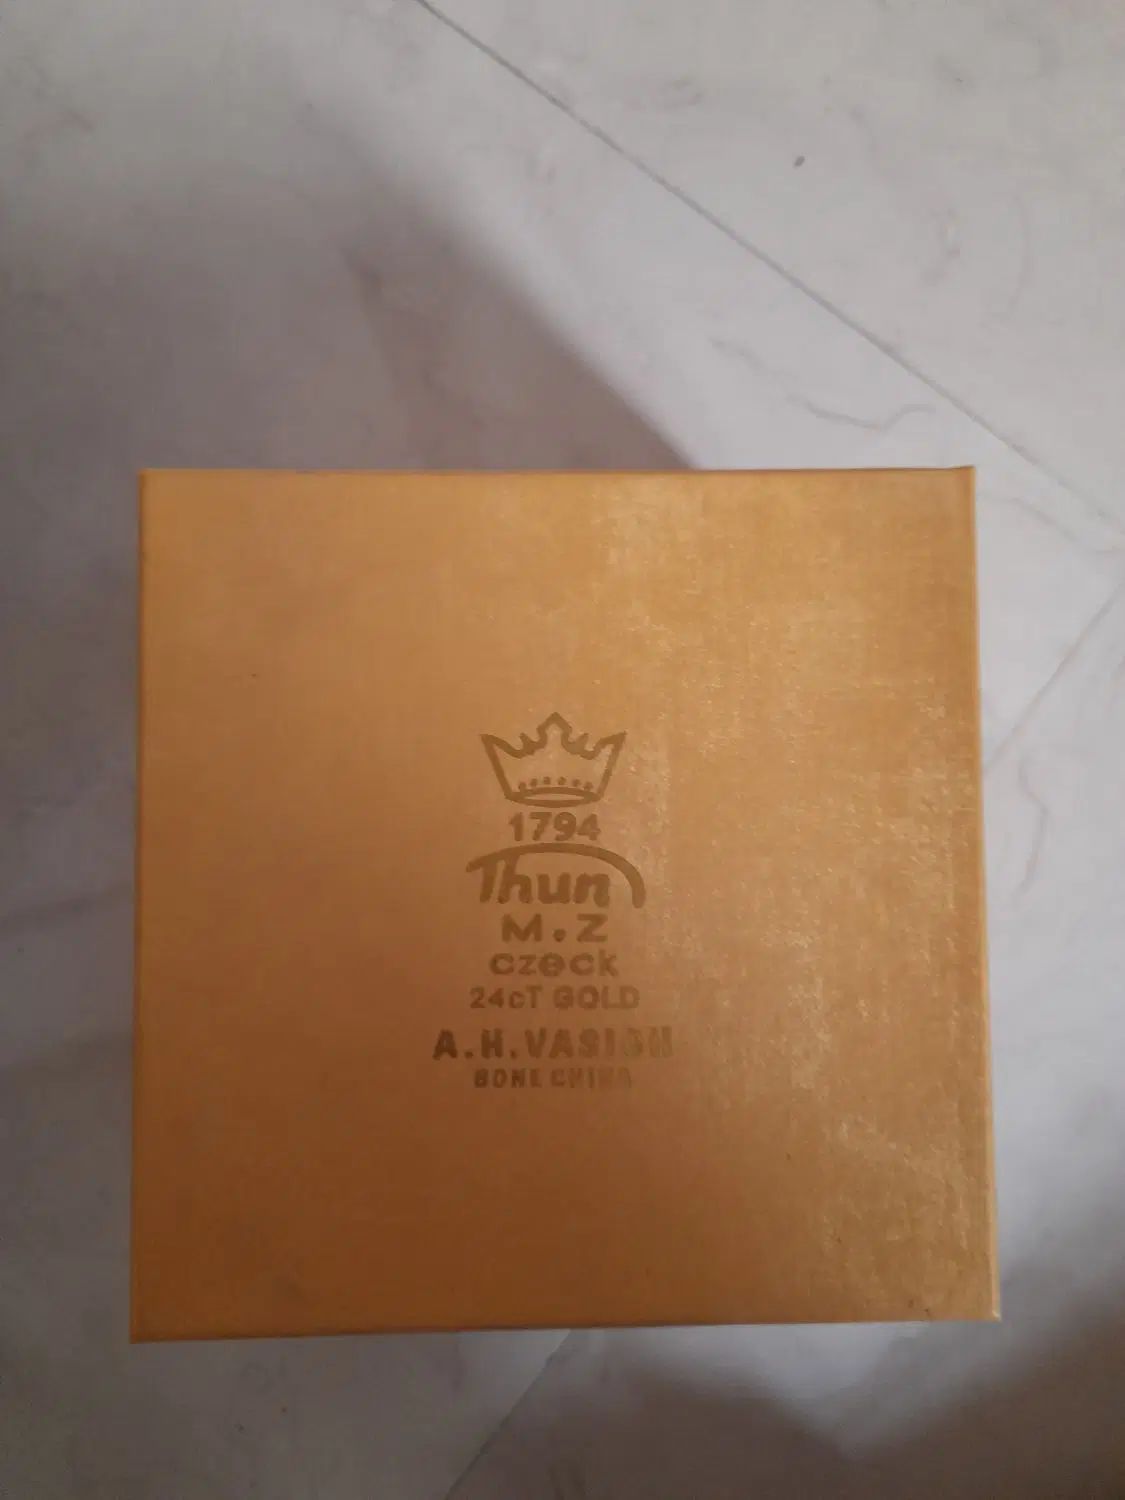 1794
Thun
M.Z
czeck
24cT GOLD
A.H.VASIGH
BONE CHINA